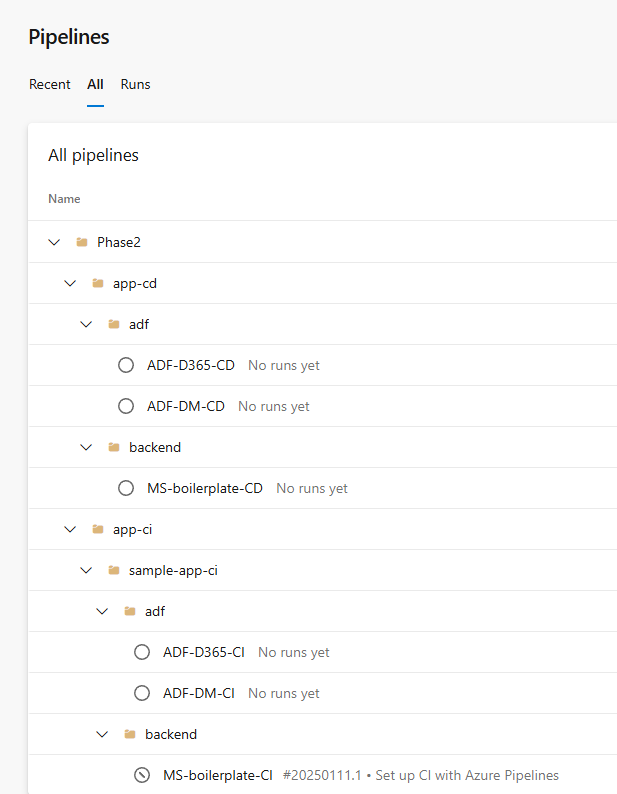 Pipelines
Recent All Runs
All pipelines
Name
Phase2
app-cd
adf
ADF-D365-CD No runs yet
ADF-DM-CD No runs yet
backend
MS-boilerplate-CD No runs yet
app-ci
sample-app-ci
adf
ADF-D365-CI No runs yet
ADF-DM-CI No runs yet
backend
MS-boilerplate-CI #20250111.1 • Set up CI with Azure Pipelines